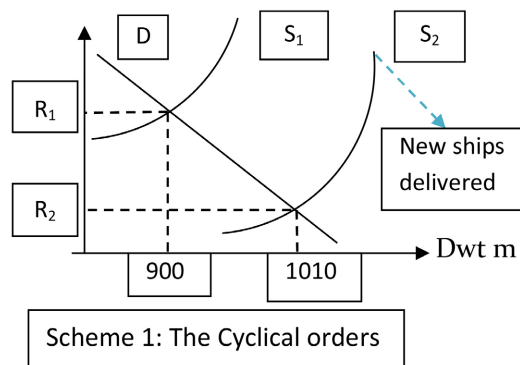 D
S1
S2
R1
New ships
delivered
R2
Dwt m
900
1010
Scheme 1: The Cyclical orders